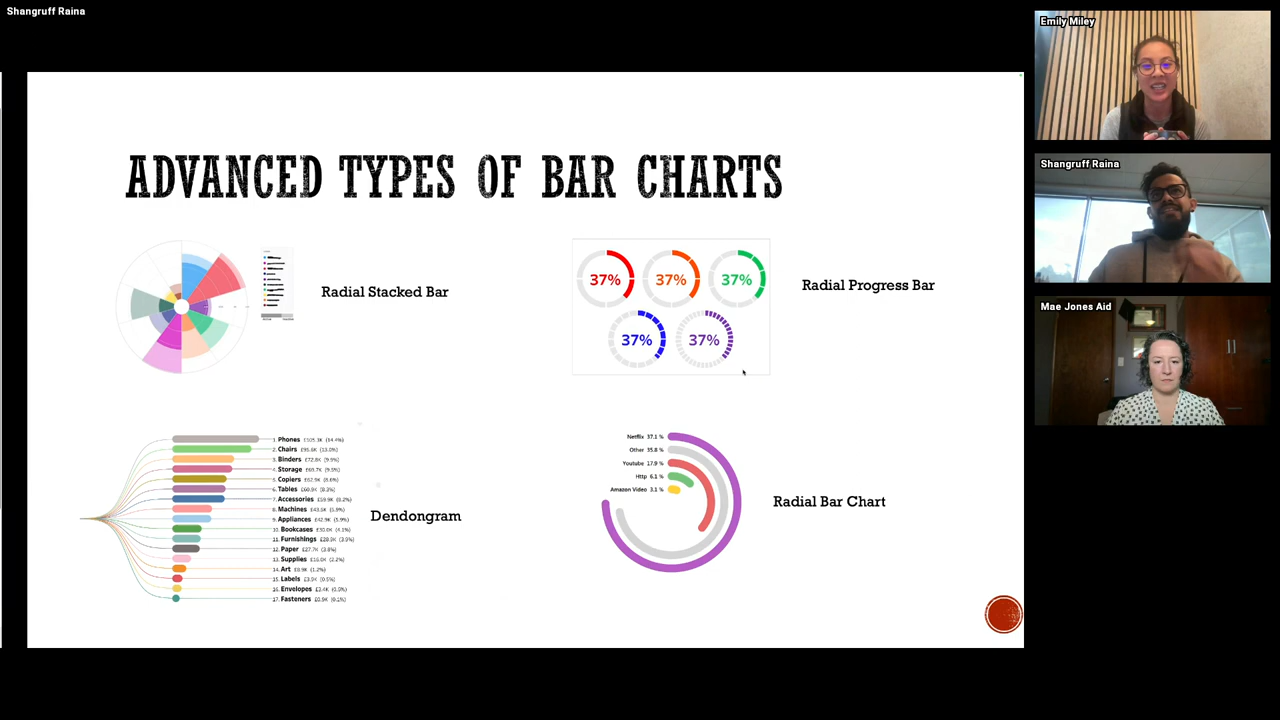 Shangruff Raina
Emily Miley
Shangruff Raina
Mae Jones Aid
ADVANCED TYPES OF BAR CHARTS
Radial Stacked Bar
37% 37% 37%
37% 37%
Radial Progress Bar
1. Phones (14.4%)
2. Chairs (13.0%)
3. Binders
4. Storage
5. Copiers
6. Tables
7. Accessories
8. Machines
9. Appliances
10. Bookcases
11. Furnishings
12. Paper
13. Supplies
14. Art
15. Labels
16. Envelopes
17. Fasteners
Dendongram
Netflix 37.1 %
Other 35.8 %
Youtube 17.9 %
Http 6.1 %
Amazon Video 3.1 %
Radial Bar Chart